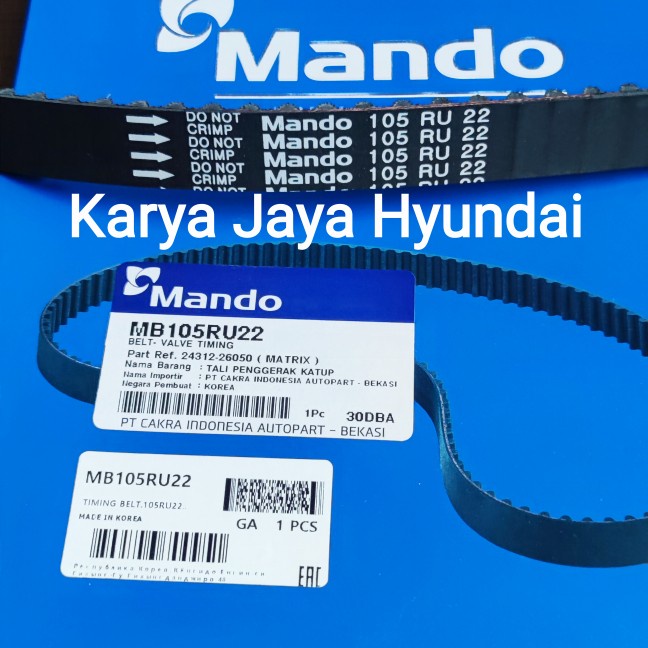 Mando
DO NOT
CRIMP Mando 105 RU 22
DO NOT
CRIMP Mando 105 RU 22
DO NOT
CRIMP Mando 105 RU 22
DO NOT Mando 105 RU 22
Karya Jaya Hyundai
Mando
MB105RU22
BELT- VALVE TIMING
Part Ref. 24312-26050 ( MATRIX )
Nama Barang : TALI PENGGERAK KATUP
Nama Importir : PT CAKRA INDONESIA AUTOPART - BEKASI
Negara Pembuat : KOREA
1Pc 30DBA
PT CAKRA INDONESIA AUTOPART - BEKASI
MB105RU22
TIMING BELT,105RU22.
MADE IN KOREA
GA 1 PCS
Республика Корея
EAC